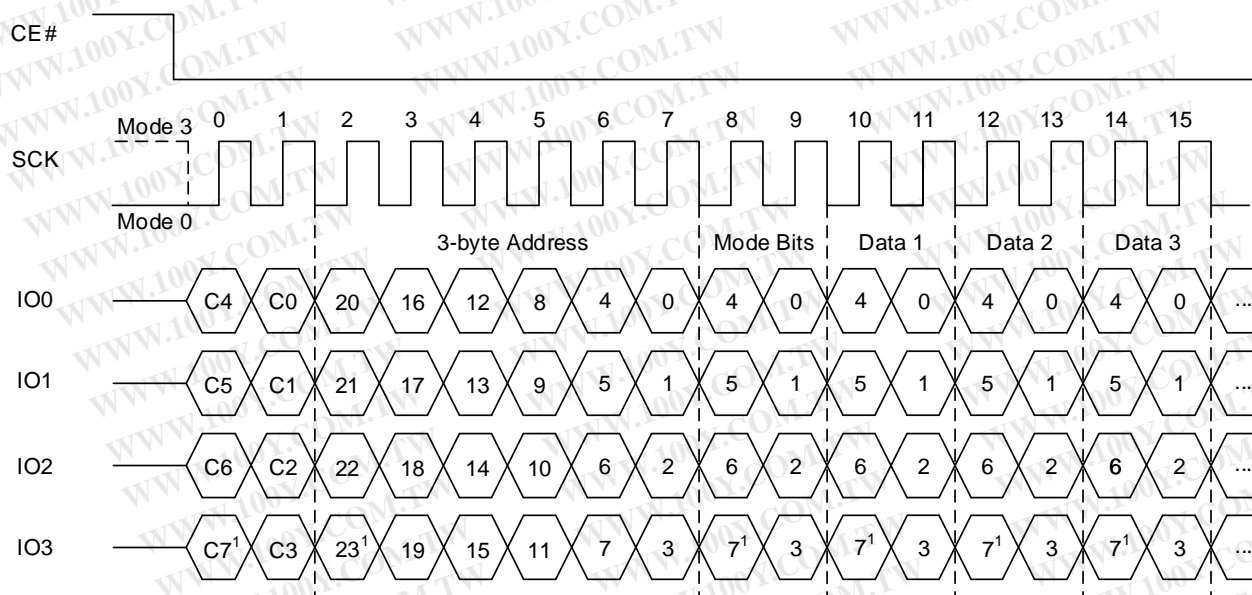 CE#
Mode 3 0 1 2 3 4 5 6 7 8 9 10 11 12 13 14 15
SCK
Mode 0
3-byte Address Mode Bits Data 1 Data 2 Data 3
IO0 C4 C0 20 16 12 8 4 0 4 0 4 0 4 0 4 0 ...
IO1 C5 C1 21 17 13 9 5 1 5 1 5 1 5 1 5 1 ...
IO2 C6 C2 22 18 14 10 6 2 6 2 6 2 6 2 6 2 ...
IO3 C7¹ C3 23¹ 19 15 11 7 3 7¹ 3 7¹ 3 7¹ 3 7¹ 3 ...
WWW.100Y.COM.TW